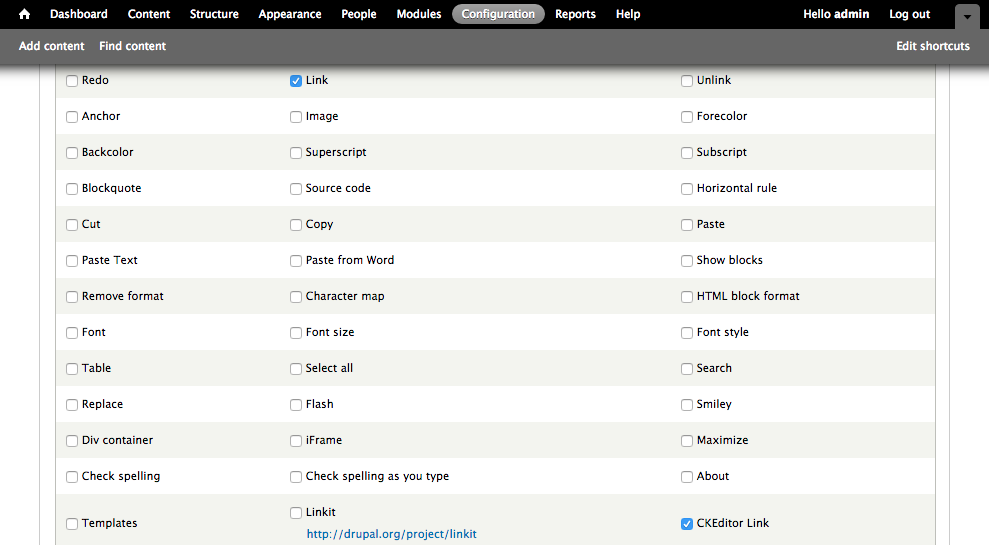 Dashboard Content Structure Appearance People Modules Configuration Reports Help Hello admin Log out
Add content Find content Edit shortcuts
Redo Link Unlink
Anchor Image Forecolor
Backcolor Superscript Subscript
Blockquote Source code Horizontal rule
Cut Copy Paste
Paste Text Paste from Word Show blocks
Remove format Character map HTML block format
Font Font size Font style
Table Select all Search
Replace Flash Smiley
Div container iFrame Maximize
Check spelling Check spelling as you type About
Templates Linkit CKEditor Link
http://drupal.org/project/linkit